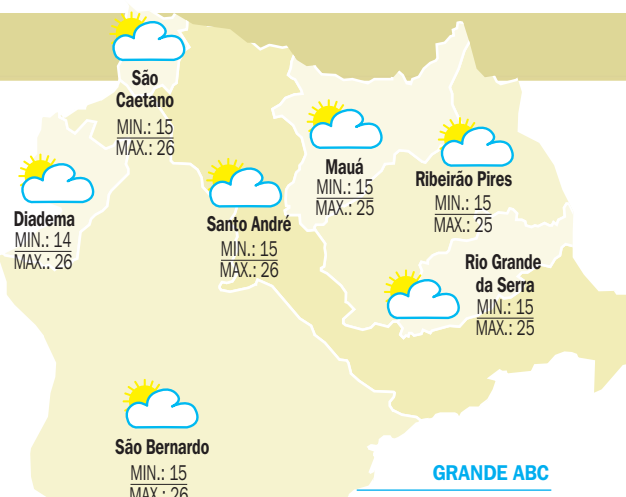 São
Caetano
MIN.: 15
MAX.: 26
Mauá
MIN.: 15
MAX.: 25
Ribeirão Pires
MIN.: 15
MAX.: 25
Diadema
MIN.: 14
MAX.: 26
Santo André
MIN.: 15
MAX.: 26
Rio Grande
da Serra
MIN.: 15
MAX.: 25
São Bernardo
MIN.: 15
MAX.: 26
GRANDE ABC